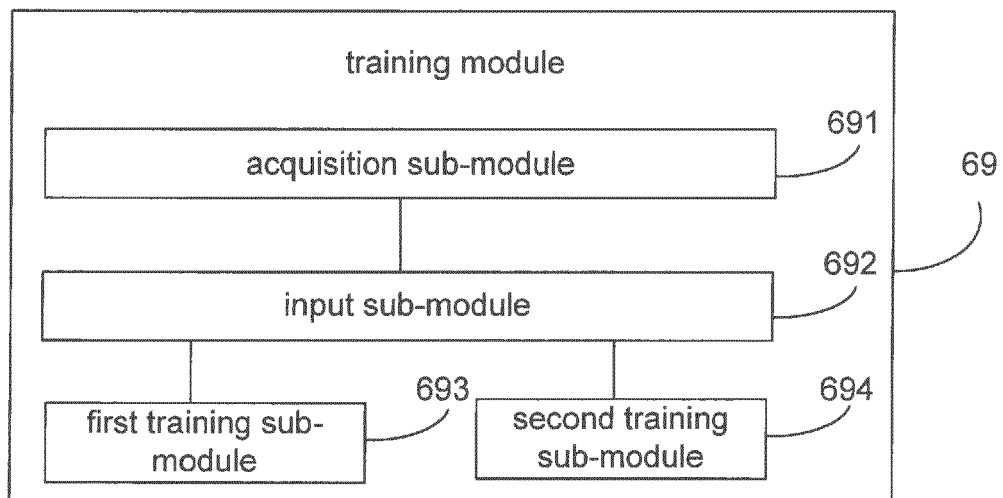 training module
691
acquisition sub-module
69
692
input sub-module
693
694
first training sub-
module
second training
sub-module